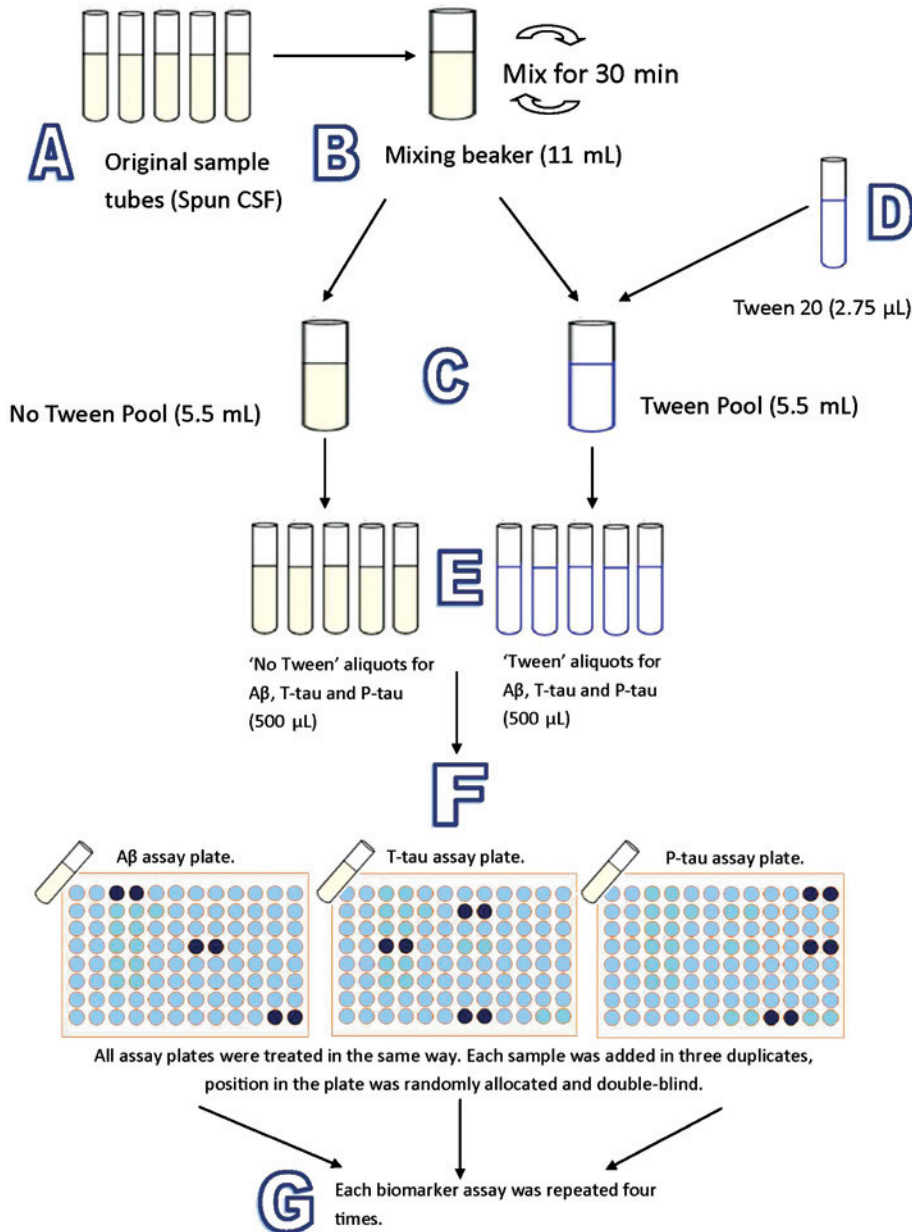 A
Original sample
tubes (Spun CSF)
B
Mix for 30 min
Mixing beaker (11 mL)
D
Tween 20 (2.75 µL)
C
No Tween Pool (5.5 mL)
Tween Pool (5.5 mL)
E
‘No Tween’ aliquots for
Aβ, T-tau and P-tau
(500 µL)
‘Tween’ aliquots for
Aβ, T-tau and P-tau
(500 µL)
F
Aβ assay plate.
T-tau assay plate.
P-tau assay plate.
All assay plates were treated in the same way. Each sample was added in three duplicates,
position in the plate was randomly allocated and double-blind.
G
Each biomarker assay was repeated four
times.